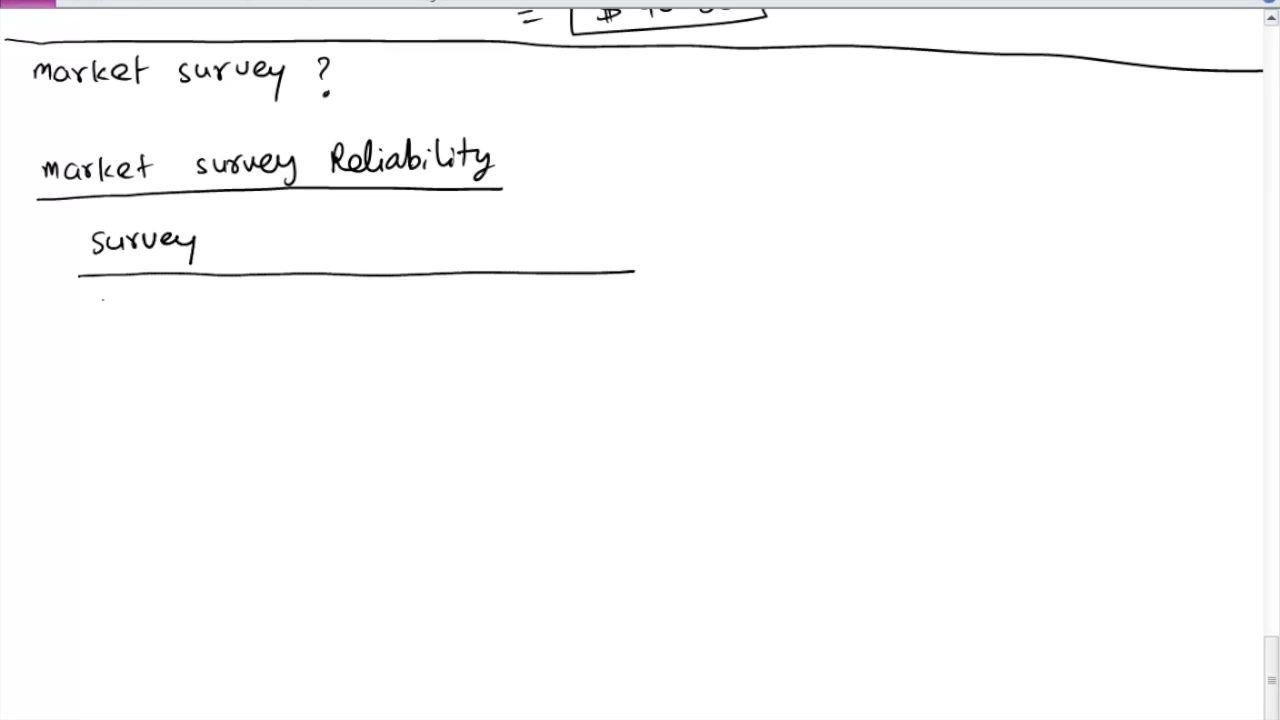 = $
market survey ?
market survey Reliability
survey